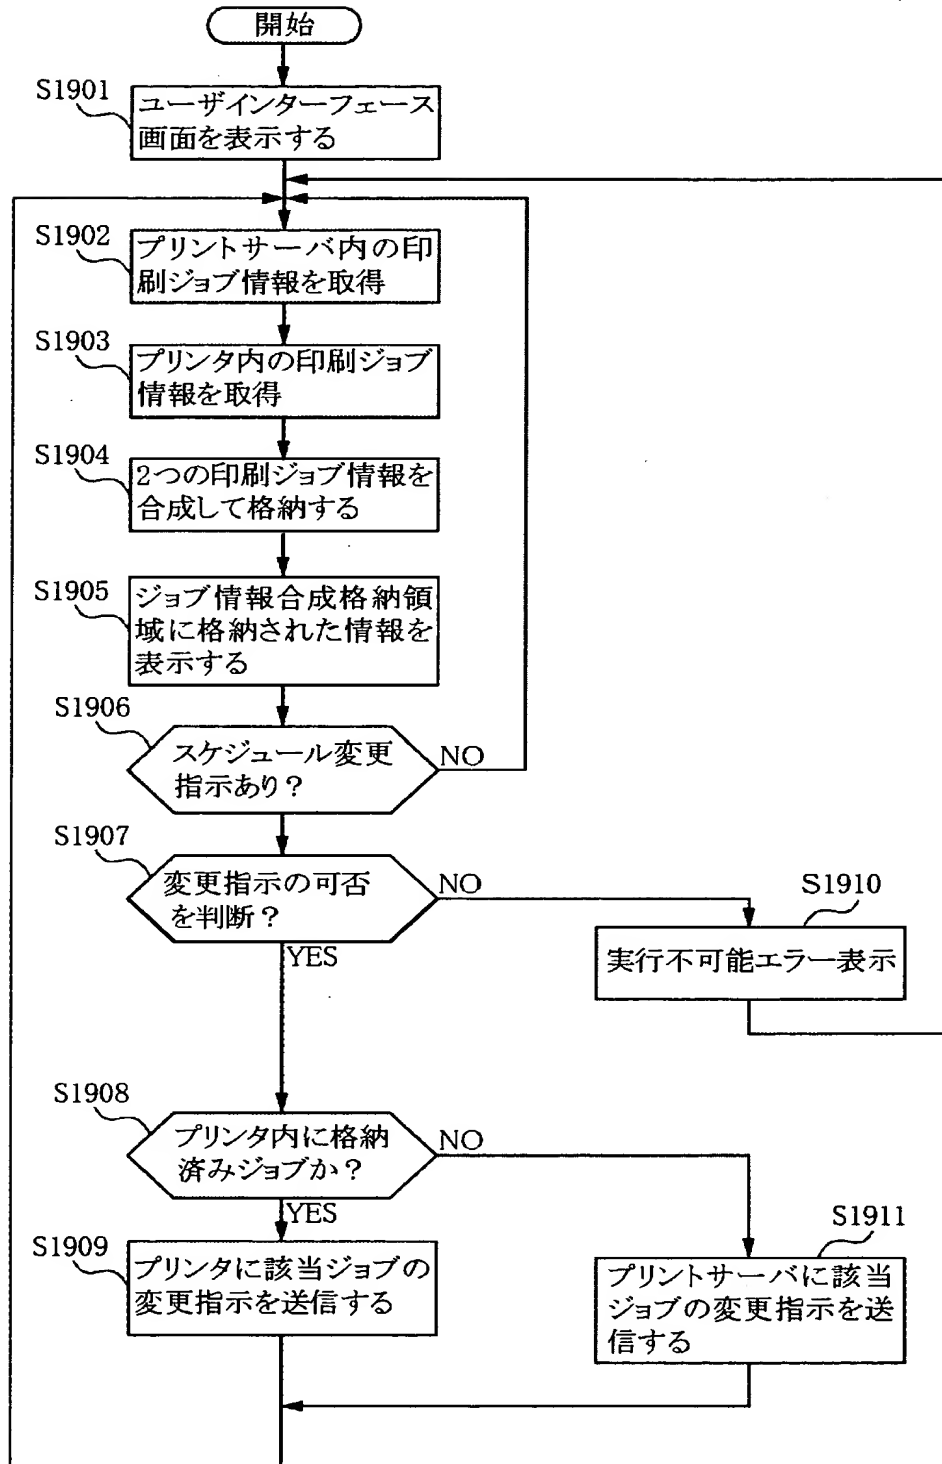 開始
S1901
ユーザインターフェース
画面を表示する
S1902
プリントサーバ内の印
刷ジョブ情報を取得
S1903
プリンタ内の印刷ジョブ
情報を取得
S1904
2つの印刷ジョブ情報を
合成して格納する
S1905
ジョブ情報合成格納領
域に格納された情報を
表示する
S1906
スケジュール変更
指示あり?
NO
S1907
変更指示の可否
を判断?
NO
YES
S1910
実行不可能エラー表示
S1908
プリンタ内に格納
済みジョブか?
NO
YES
S1909
プリンタに該当ジョブの
変更指示を送信する
S1911
プリントサーバに該当
ジョブの変更指示を送
信する